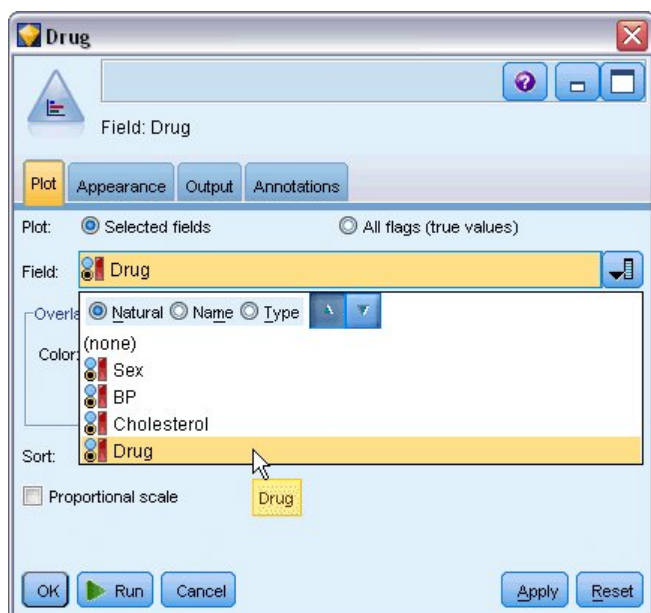 Drug
Field: Drug
Plot Appearance Output Annotations
Plot: Selected fields All flags (true values)
Field: Drug
Natural Name Type
(none)
Color:
Sex
BP
Cholesterol
Sort: Drug
Proportional scale Drug
OK Run Cancel Apply Reset